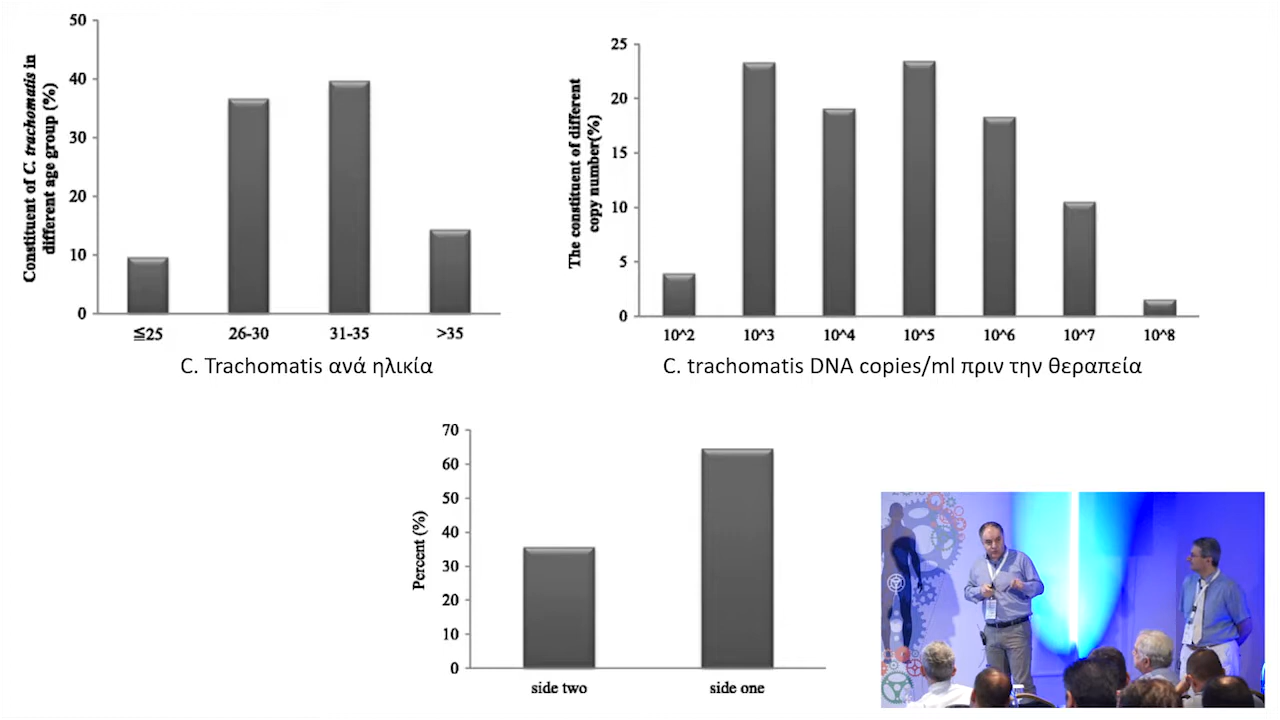 Constituent of C. trachomatis in
different age group (%)
50
40
30
20
10
0
≦25 26-30 31-35 >35
C. Trachomatis ανά ηλικία
The constituent of different
copy number(%)
25
20
15
10
5
0
10^2 10^3 10^4 10^5 10^6 10^7 10^8
C. trachomatis DNA copies/ml πριν την θεραπεία
Percent (%)
70
60
50
40
30
20
10
0
side two side one